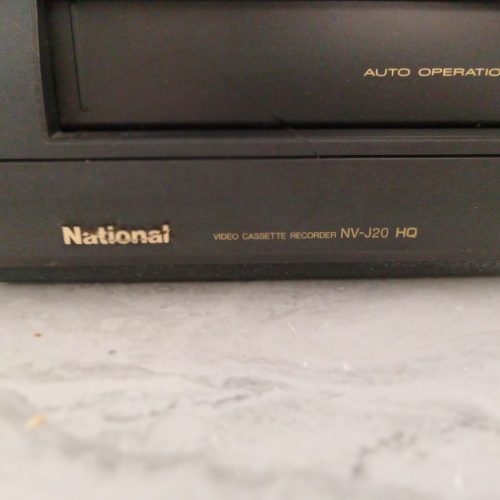 AUTO OPERATIO
National VIDEO CASSETTE RECORDER NV-J20 HQ